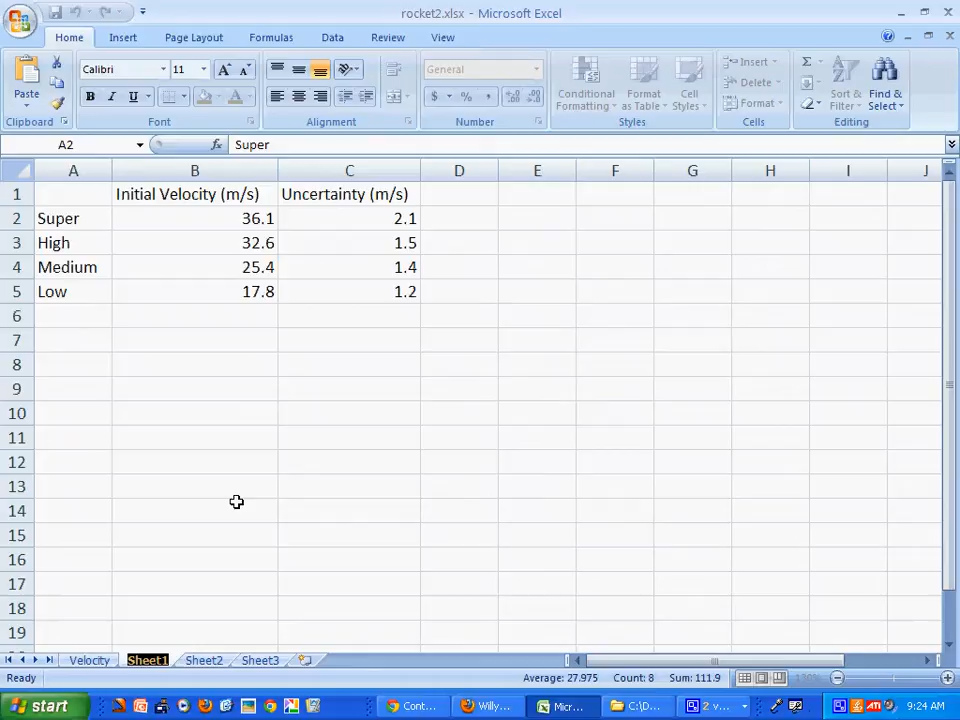 rocket2.xlsx - Microsoft Excel
Home Insert Page Layout Formulas Data Review View
Paste
Calibri 11
B I U
General
$ % ,
Conditional Formatting
Format as Table
Cell Styles
Insert
Delete
Format
Σ
Sort & Filter
Find & Select
Clipboard Font Alignment Number Styles Cells Editing
A2 fx Super
A B C D E F G H I J
1 Initial Velocity (m/s) Uncertainty (m/s)
2 Super 36.1 2.1
3 High 32.6 1.5
4 Medium 25.4 1.4
5 Low 17.8 1.2
6
7
8
9
10
11
12
13
14
15
16
17
18
19
Velocity Sheet1 Sheet2 Sheet3
Ready Average: 27.975 Count: 8 Sum: 111.9
start Cont... Willy... Micr... C:\D... 2 v... 9:24 AM